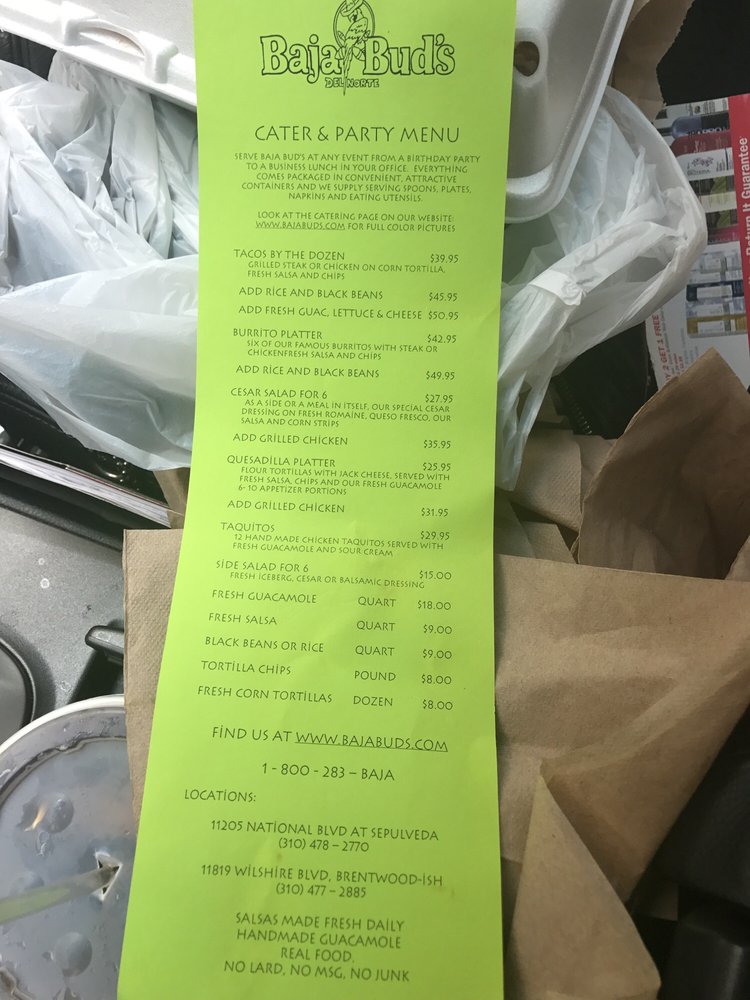 Baja Bud's
DEL NORTE
CATER & PARTY MENU
SERVE BAJA BUD'S AT ANY EVENT FROM A BIRTHDAY PARTY
TO A BUSINESS LUNCH IN YOUR OFFICE. EVERYTHING
COMES PACKAGED IN CONVENIENT, ATTRACTIVE
CONTAINERS AND WE SUPPLY SERVING SPOONS, PLATES,
NAPKINS AND EATING UTENSILS.
LOOK AT THE CATERING PAGE ON OUR WEBSITE:
WWW.BAJABUDS.COM FOR FULL COLOR PICTURES
TACOS BY THE DOZEN $39.95
GRILLED STEAK OR CHICKEN ON CORN TORTILLA,
FRESH SALSA AND CHIPS
ADD RICE AND BLACK BEANS $45.95
ADD FRESH GUAC, LETTUCE & CHEESE $50.95
BURRITO PLATTER $42.95
SIX OF OUR FAMOUS BURRITOS WITH STEAK OR
CHICKENFRESH SALSA AND CHIPS
ADD RICE AND BLACK BEANS $49.95
CESAR SALAD FOR 6 $27.95
AS A SIDE OR A MEAL IN ITSELF, OUR SPECIAL CESAR
DRESSING ON FRESH ROMAINE, QUESO FRESCO, OUR
SALSA AND CORN STRIPS
ADD GRILLED CHICKEN $35.95
QUESADILLA PLATTER $25.95
FLOUR TORTILLAS WITH JACK CHEESE, SERVED WITH
FRESH SALSA, CHIPS AND OUR FRESH GUACAMOLE
6- 10 APPETIZER PORTIONS
ADD GRILLED CHICKEN $31.95
TAQUITOS $29.95
12 HAND MADE CHICKEN TAQUITOS SERVED WITH
FRESH GUACAMOLE AND SOUR CREAM
SIDE SALAD FOR 6 $15.00
FRESH ICEBERG, CESAR OR BALSAMIC DRESSING
FRESH GUACAMOLE QUART $18.00
FRESH SALSA QUART $9.00
BLACK BEANS OR RICE QUART $9.00
TORTILLA CHIPS POUND $8.00
FRESH CORN TORTILLAS DOZEN $8.00
FIND US AT WWW.BAJABUDS.COM
1 - 800 - 283 – BAJA
LOCATIONS:
11205 NATIONAL BLVD AT SEPULVEDA
(310) 478 – 2770
11819 WILSHIRE BLVD, BRENTWOOD-ISH
(310) 477 – 2885
SALSAS MADE FRESH DAILY
HANDMADE GUACAMOLE
REAL FOOD,
NO LARD, NO MSG, NO JUNK
Return It Guarantee
2 GET 1 FREE